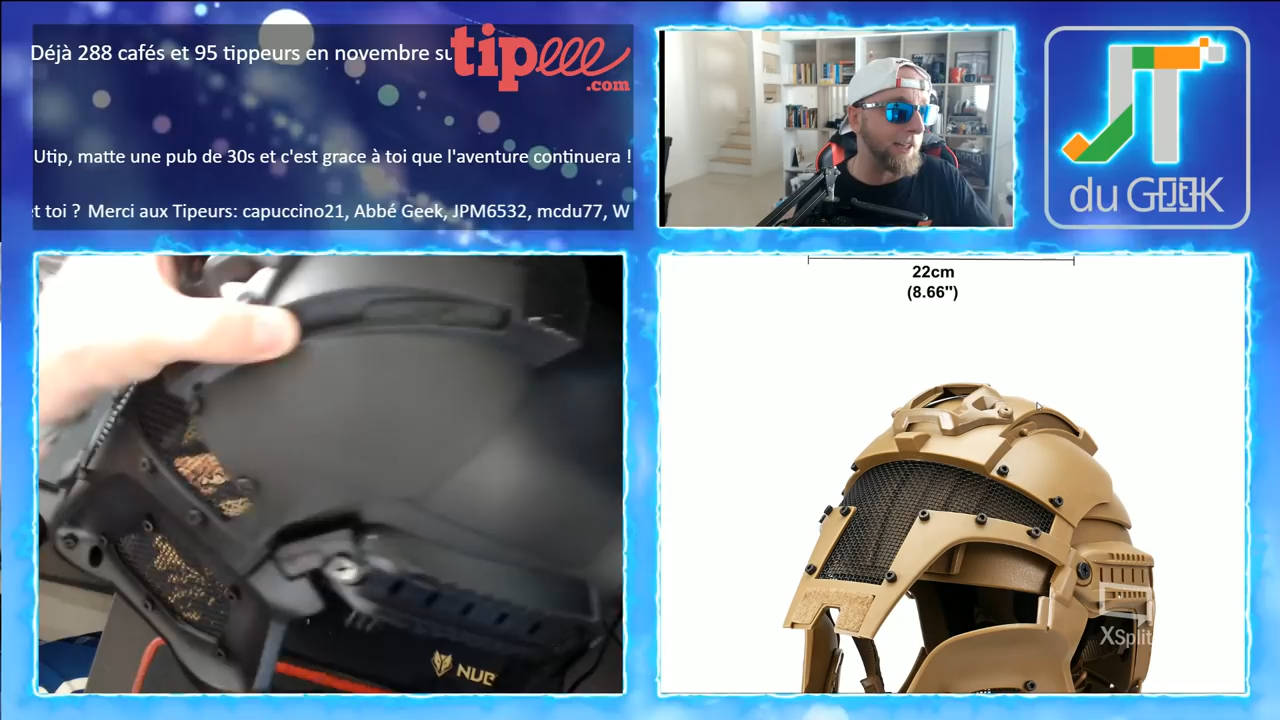 Déjà 288 cafés et 95 tippeurs en novembre su
tipeee
.com
Utip, matte une pub de 30s et c'est grace à toi que l'aventure continuera !
et toi ? Merci aux Tipeurs: capuccino21, Abbé Geek, JPM6532, mcdu77, W
JT
du GEEK
22cm
(8.66'')
XSplit